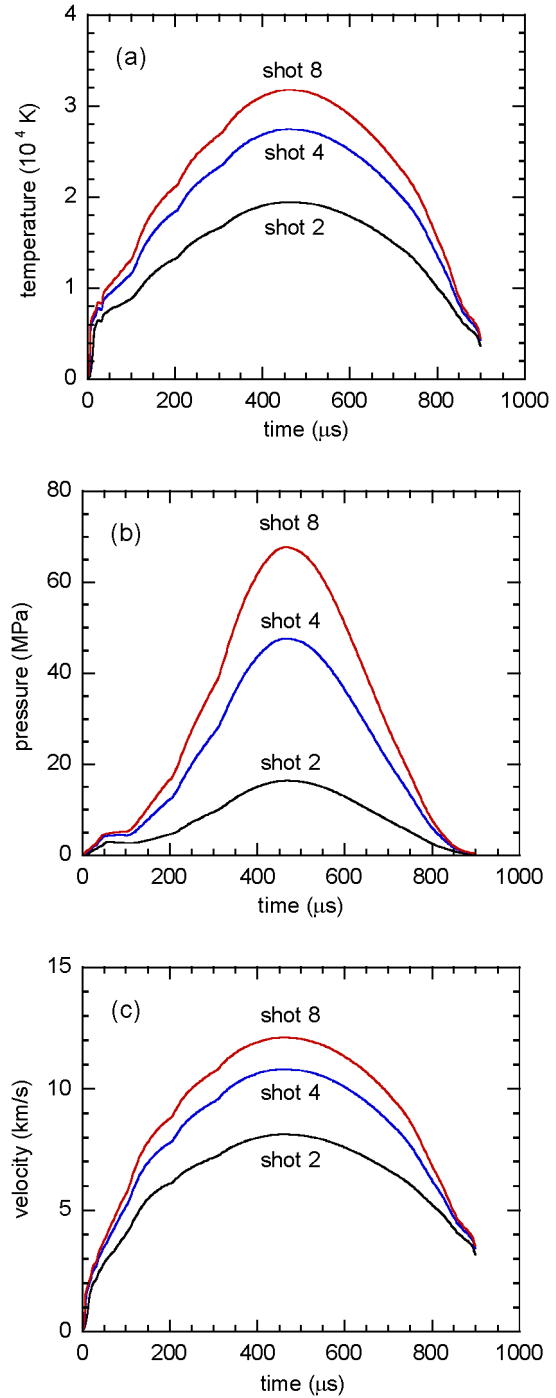 4
(a)
shot 8
3
shot 4
2
shot 2
1
0
temperature (10 4 K)
0 200 400 600 800 1000
time (μs)
80
(b)
shot 8
60
shot 4
40
20
shot 2
0
pressure (MPa)
0 200 400 600 800 1000
time (μs)
15
(c)
shot 8
10
shot 4
shot 2
5
0
velocity (km/s)
0 200 400 600 800 1000
time (μs)